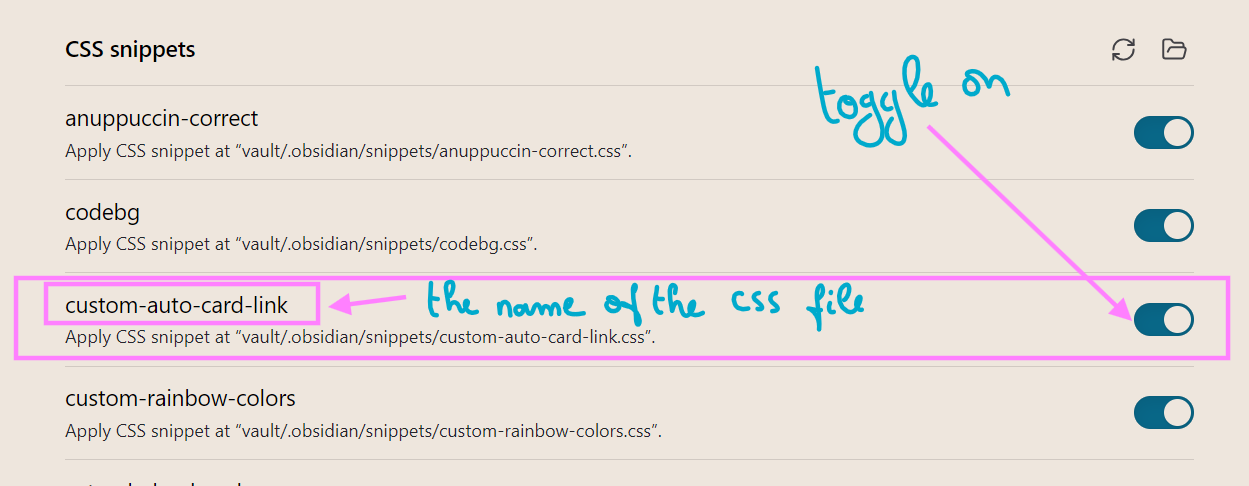 CSS snippets
toggle on
anuppuccin-correct
Apply CSS snippet at “vault/.obsidian/snippets/anuppuccin-correct.css”.
codebg
Apply CSS snippet at “vault/.obsidian/snippets/codebg.css”.
custom-auto-card-link
the name of the css file
Apply CSS snippet at “vault/.obsidian/snippets/custom-auto-card-link.css”.
custom-rainbow-colors
Apply CSS snippet at “vault/.obsidian/snippets/custom-rainbow-colors.css”.